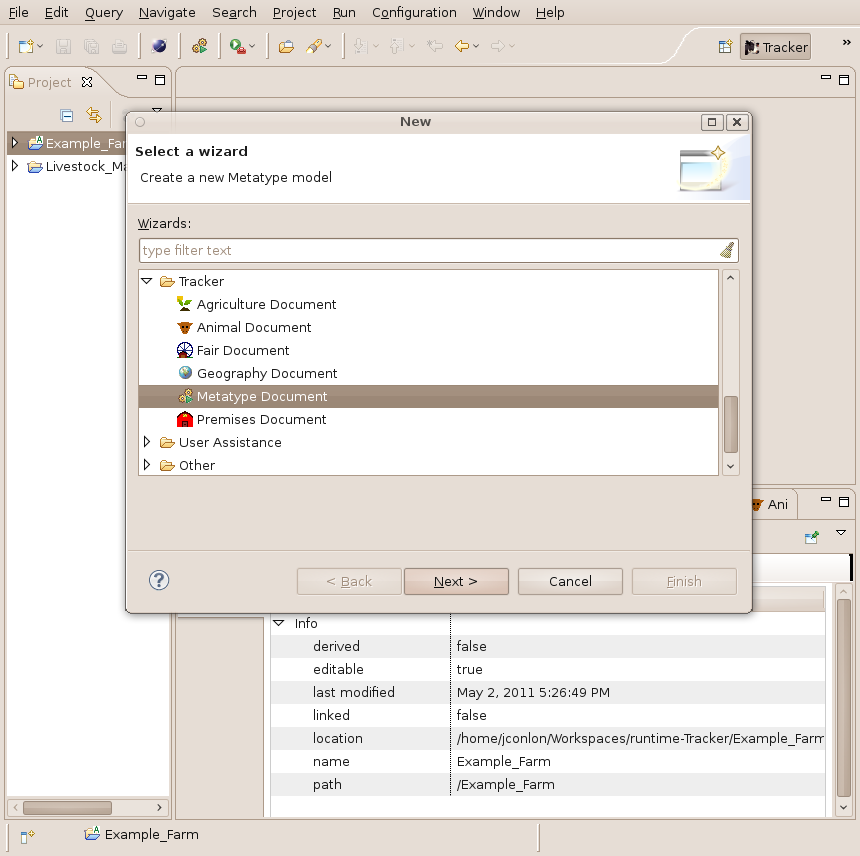 File Edit Query Navigate Search Project Run Configuration Window Help
Tracker
Project
Example_Far
Livestock_Ma
New
Select a wizard
Create a new Metatype model
Wizards:
type filter text
Tracker
Agriculture Document
Animal Document
Fair Document
Geography Document
Metatype Document
Premises Document
User Assistance
Other
< Back Next > Cancel Finish
Ani
Info
derived false
editable true
last modified May 2, 2011 5:26:49 PM
linked false
location /home/jconlon/Workspaces/runtime-Tracker/Example_Farm
name Example_Farm
path /Example_Farm
Example_Farm